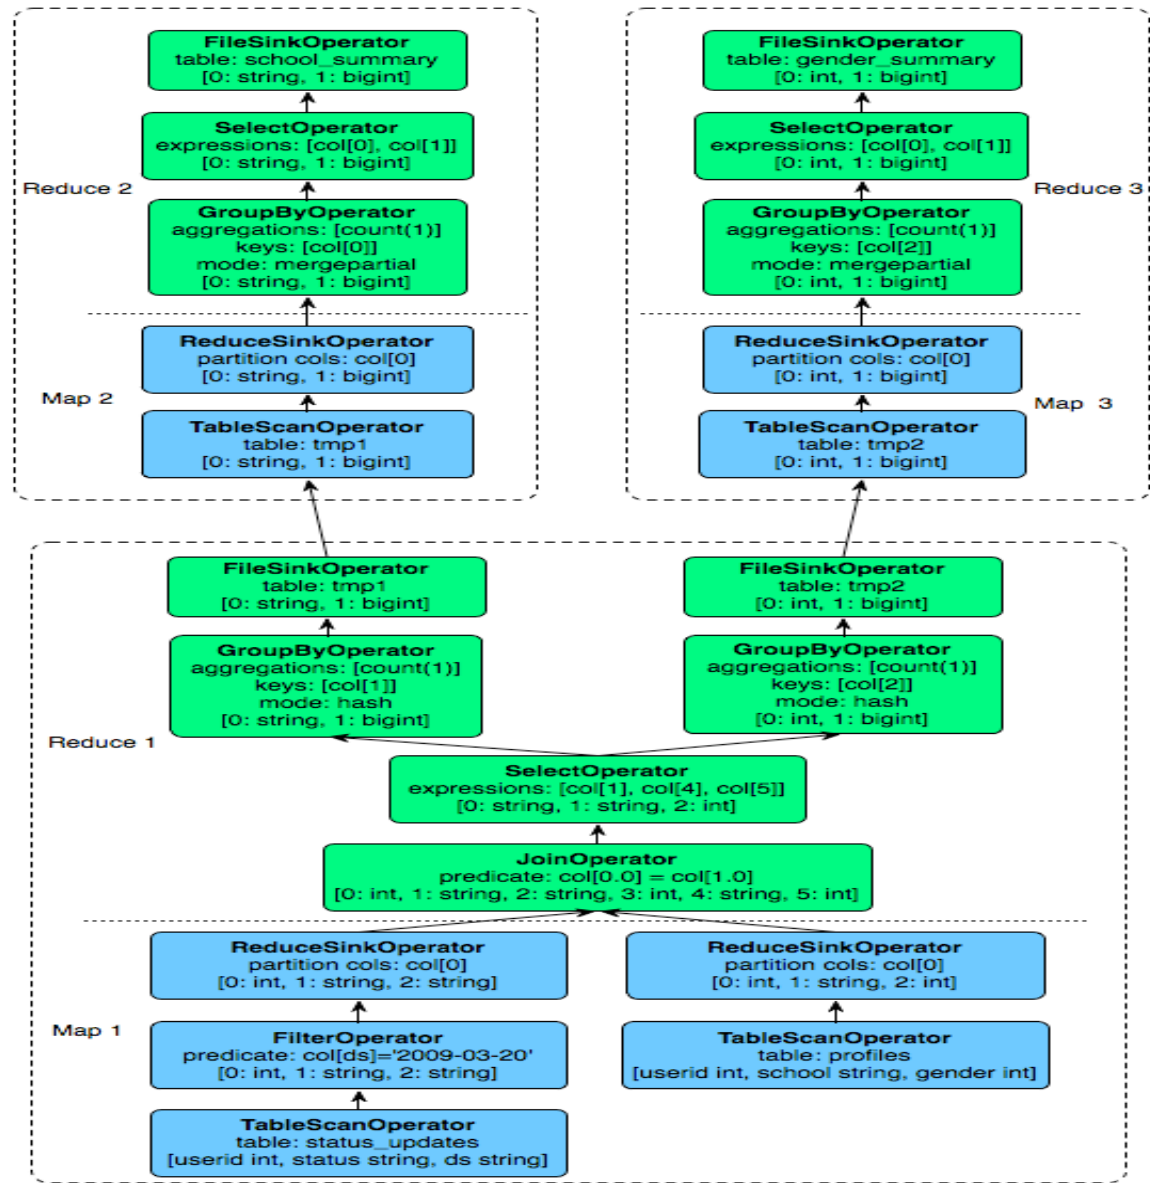 FileSinkOperator
table: school_summary
[0: string, 1: bigint]
SelectOperator
expressions: [col[0], col[1]]
[0: string, 1: bigint]
Reduce 2
GroupByOperator
aggregations: [count(1)]
keys: [col[0]]
mode: mergepartial
[0: string, 1: bigint]
ReduceSinkOperator
partition cols: col[0]
[0: string, 1: bigint]
Map 2
TableScanOperator
table: tmp1
[0: string, 1: bigint]
FileSinkOperator
table: gender_summary
[0: int, 1: bigint]
SelectOperator
expressions: [col[0], col[1]]
[0: int, 1: bigint]
Reduce 3
GroupByOperator
aggregations: [count(1)]
keys: [col[2]]
mode: mergepartial
[0: int, 1: bigint]
ReduceSinkOperator
partition cols: col[0]
[0: int, 1: bigint]
Map 3
TableScanOperator
table: tmp2
[0: int, 1: bigint]
FileSinkOperator
table: tmp1
[0: string, 1: bigint]
GroupByOperator
aggregations: [count(1)]
keys: [col[1]]
mode: hash
[0: string, 1: bigint]
FileSinkOperator
table: tmp2
[0: int, 1: bigint]
GroupByOperator
aggregations: [count(1)]
keys: [col[2]]
mode: hash
[0: int, 1: bigint]
Reduce 1
SelectOperator
expressions: [col[1], col[4], col[5]]
[0: string, 1: string, 2: int]
JoinOperator
predicate: col[0.0] = col[1.0]
[0: int, 1: string, 2: string, 3: int, 4: string, 5: int]
ReduceSinkOperator
partition cols: col[0]
[0: int, 1: string, 2: string]
Map 1
FilterOperator
predicate: col[ds]='2009-03-20'
[0: int, 1: string, 2: string]
TableScanOperator
table: status_updates
[userid int, status string, ds string]
ReduceSinkOperator
partition cols: col[0]
[0: int, 1: string, 2: int]
TableScanOperator
table: profiles
[userid int, school string, gender int]